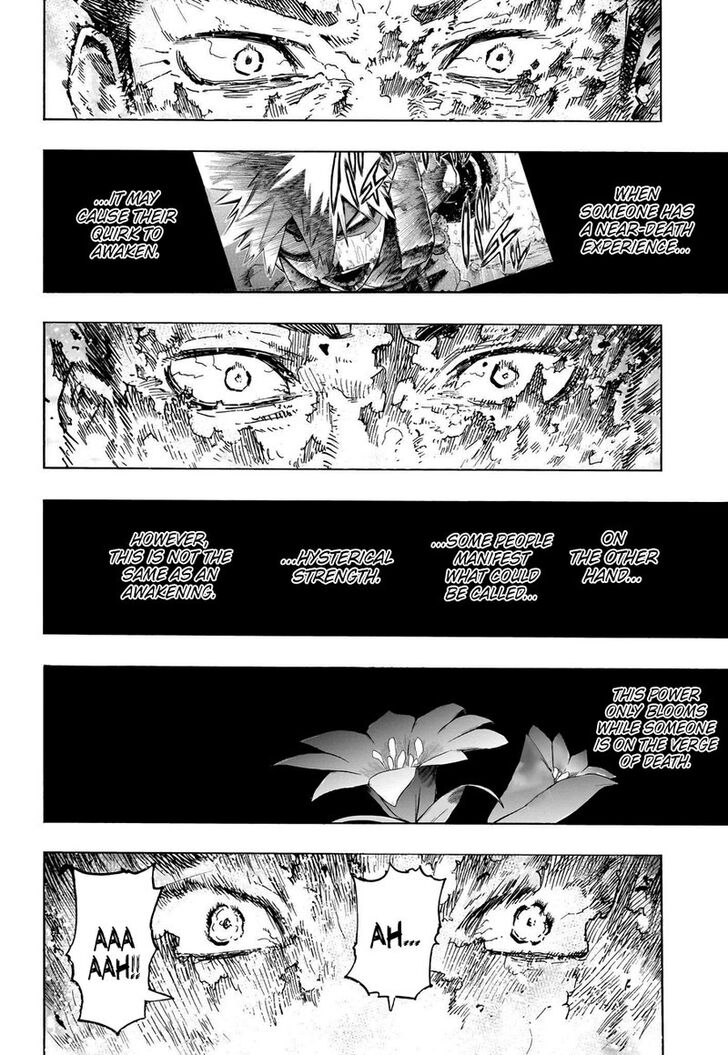 WHEN
SOMEONE HAS
A NEAR-DEATH
EXPERIENCE...
...IT MAY
CAUSE THEIR
QUIRK TO
AWAKEN.
ON
THE OTHER
HAND...
...SOME PEOPLE
MANIFEST
WHAT COULD
BE CALLED...
...HYSTERICAL
STRENGTH.
HOWEVER,
THIS IS NOT THE
SAME AS AN
AWAKENING.
THIS POWER
ONLY BLOOMS
WHILE SOMEONE
IS ON THE VERGE
OF DEATH.
AH...
AAA
AAH!!